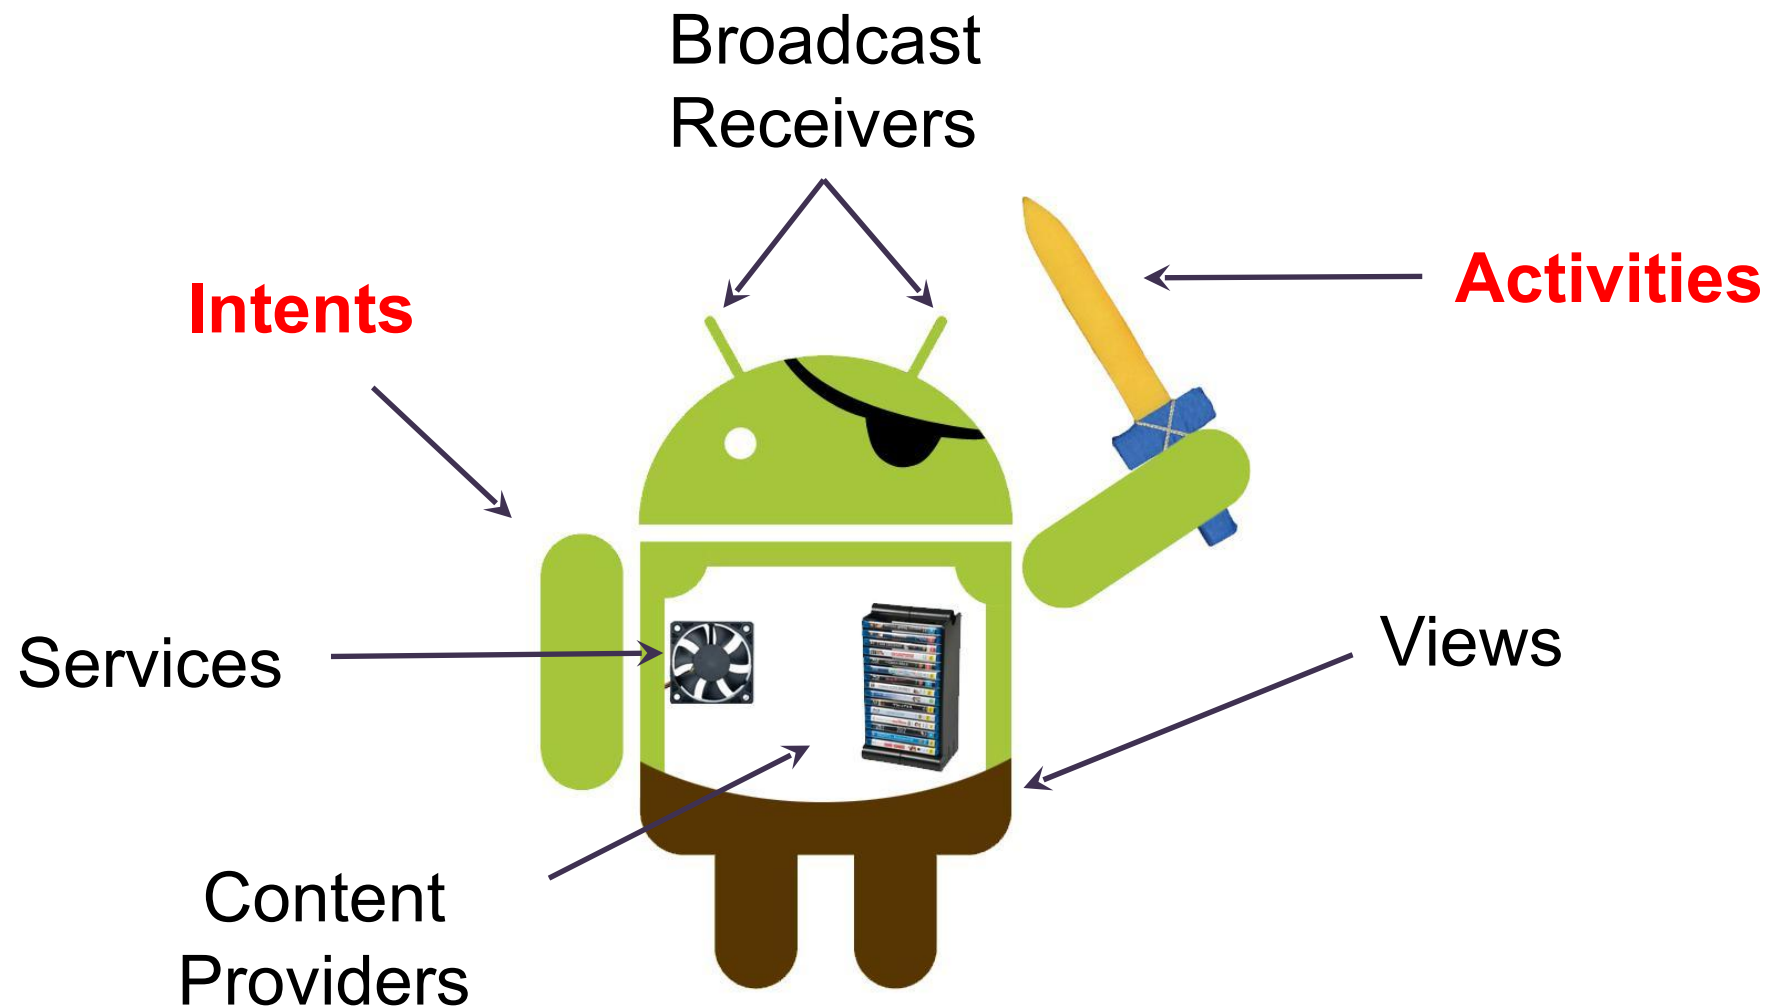 Broadcast
Receivers
Intents
Activities
Services
Views
Content
Providers